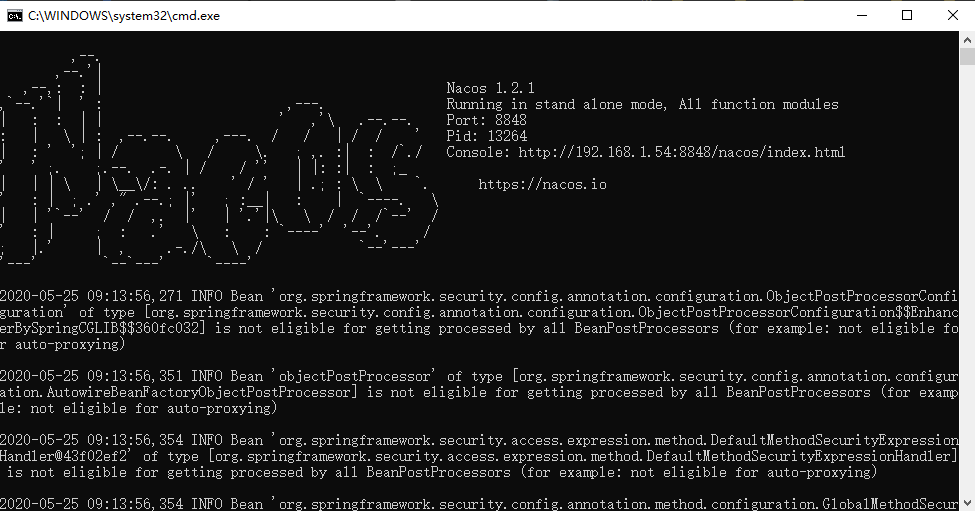 C:\WINDOWS\system32\cmd.exe
Nacos 1.2.1
Running in stand alone mode, All function modules
Port: 8848
Pid: 13264
Console: http://192.168.1.54:8848/nacos/index.html
https://nacos.io
2020-05-25 09:13:56,271 INFO Bean 'org.springframework.security.config.annotation.configuration.ObjectPostProcessorConfi
guration' of type [org.springframework.security.config.annotation.configuration.ObjectPostProcessorConfiguration$$Enhanc
erBySpringCGLIB$$360fc032] is not eligible for getting processed by all BeanPostProcessors (for example: not eligible fo
r auto-proxying)
2020-05-25 09:13:56,351 INFO Bean 'objectPostProcessor' of type [org.springframework.security.config.annotation.configur
ation.AutowireBeanFactoryObjectPostProcessor] is not eligible for getting processed by all BeanPostProcessors (for examp
le: not eligible for auto-proxying)
2020-05-25 09:13:56,354 INFO Bean 'org.springframework.security.access.expression.method.DefaultMethodSecurityExpression
Handler@43f02ef2' of type [org.springframework.security.access.expression.method.DefaultMethodSecurityExpressionHandler]
is not eligible for getting processed by all BeanPostProcessors (for example: not eligible for auto-proxying)
2020-05-25 09:13:56,354 INFO Bean 'org.springframework.security.config.annotation.method.configuration.GlobalMethodSecur